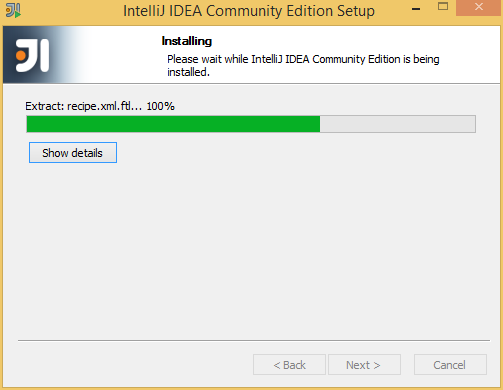 IntelliJ IDEA Community Edition Setup
JI
Installing
Please wait while IntelliJ IDEA Community Edition is being
installed.
Extract: recipe.xml.ftl... 100%
Show details
< Back
Next >
Cancel